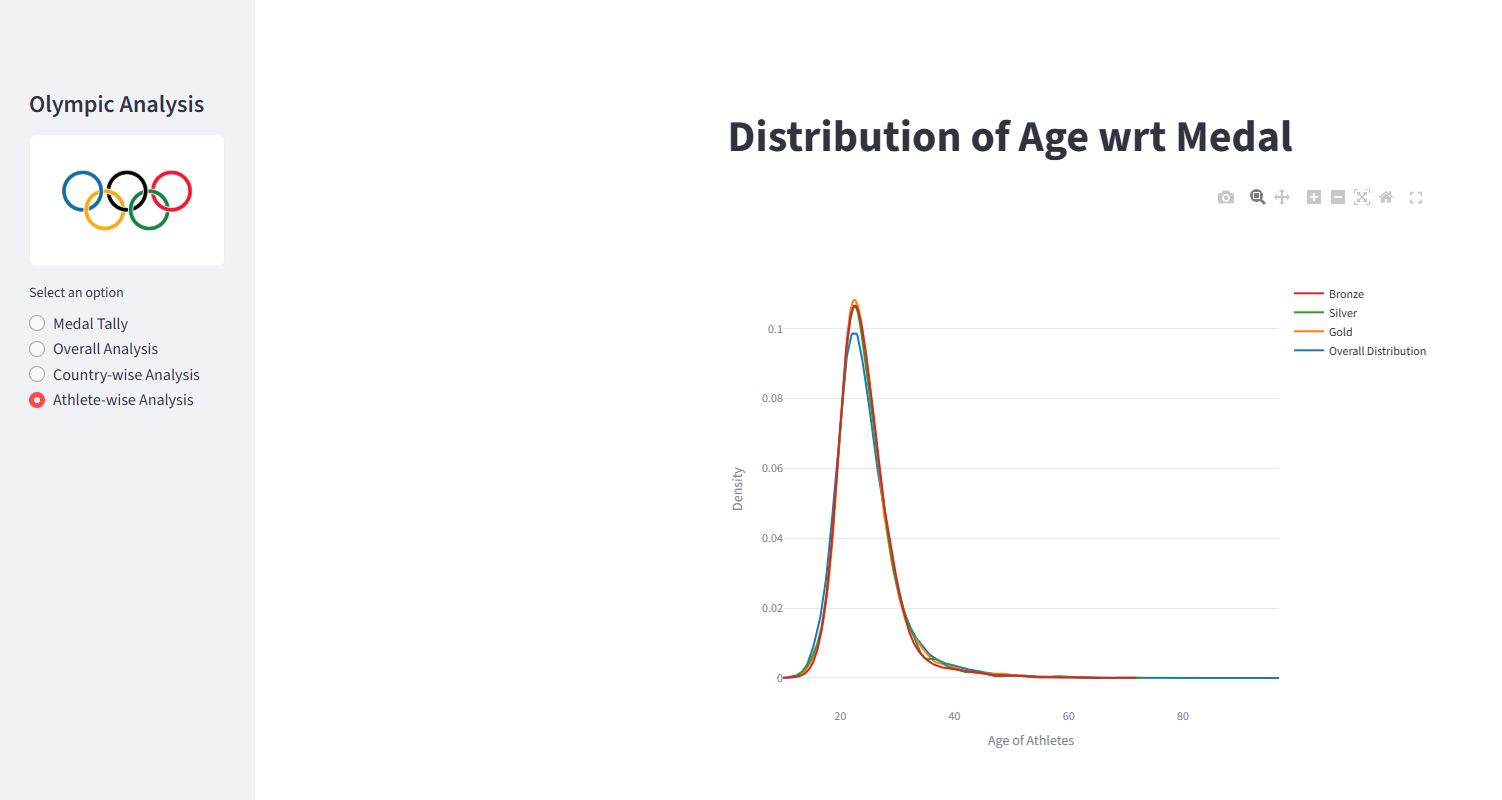 Olympic Analysis
Select an option
Medal Tally
Overall Analysis
Country-wise Analysis
Athlete-wise Analysis
Distribution of Age wrt Medal
Bronze
Silver
Gold
Overall Distribution
0.1
0.08
0.06
0.04
0.02
0
Density
20 40 60 80
Age of Athletes